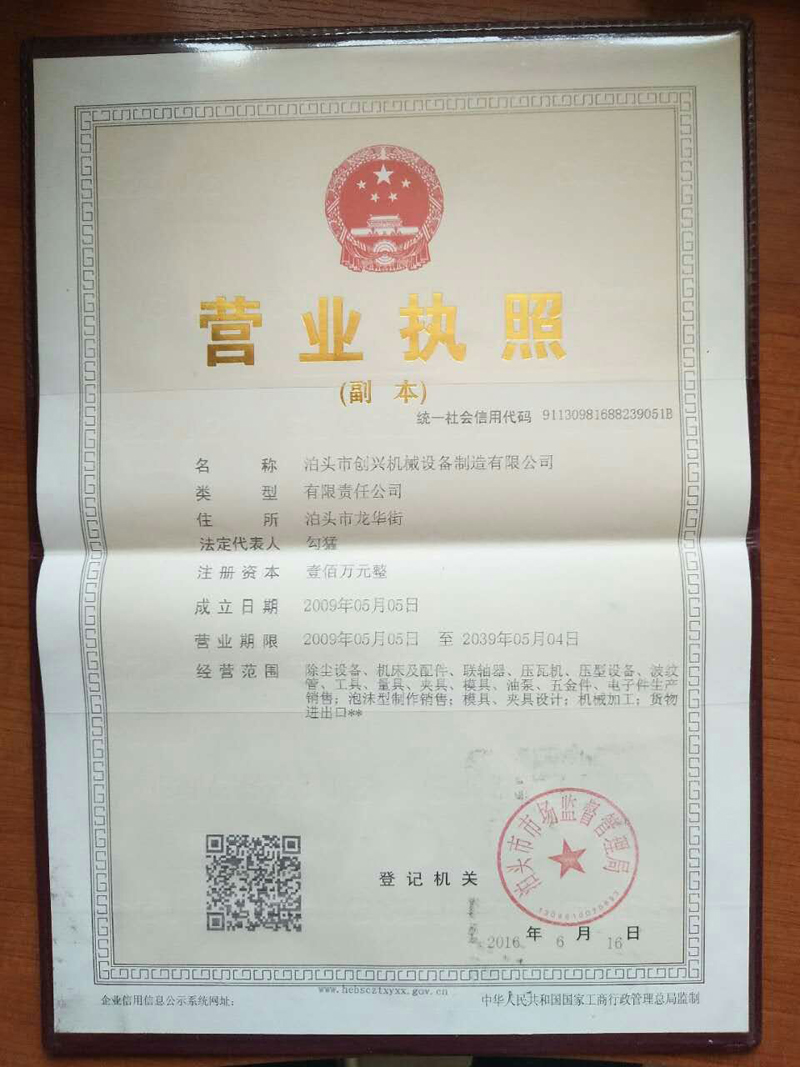 营业执照
(副 本)
统一社会信用代码 91130981688239051B
名 称 泊头市创兴机械设备制造有限公司
类 型 有限责任公司
住 所 泊头市龙华街
法定代表人 勾猛
注册资本 壹佰万元整
成立日期 2009年05月05日
营业期限 2009年05月05日 至 2039年05月04日
经营范围 除尘设备、机床及配件、联轴器、压瓦机、压型设备、波纹
管、工具、量具、夹具、模具、油泵、五金件、电子件生产
销售；泡沫型制作销售；模具、夹具设计；机械加工；货物
进出口**
泊头市市场监督管理局
登记机关
2016 年 6 月 16 日
www.hebscztxyxx.gov.cn
企业信用信息公示系统网址：
中华人民共和国国家工商行政管理总局监制